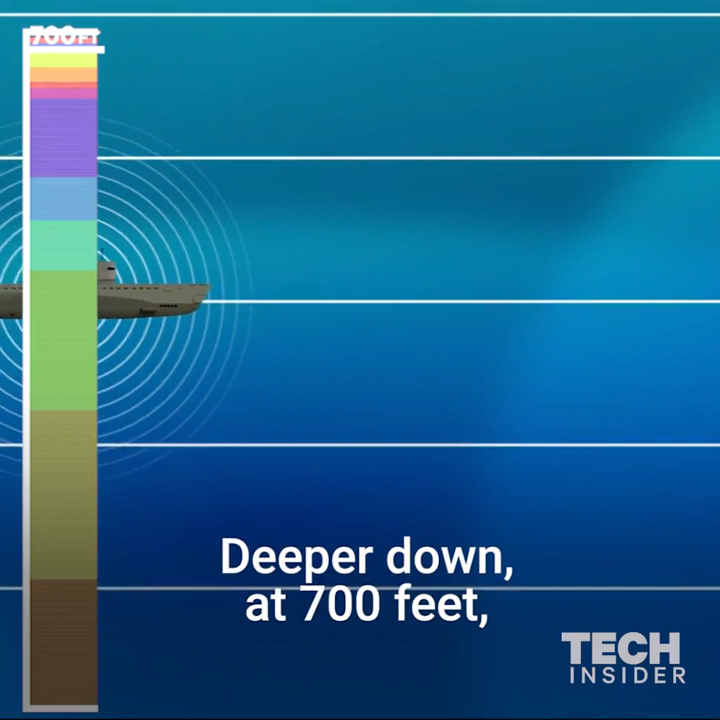 700FT
Deeper down,
at 700 feet,
TECH
INSIDER